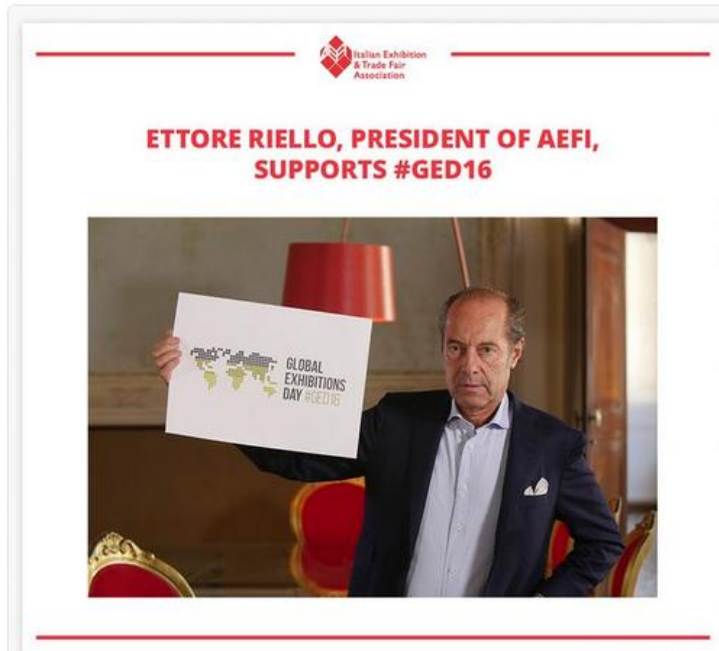 Italian Exhibition
& Trade Fair
Association
ETTORE RIELLO, PRESIDENT OF AEFI,
SUPPORTS #GED16
GLOBAL
EXHIBITIONS
DAY #GED16